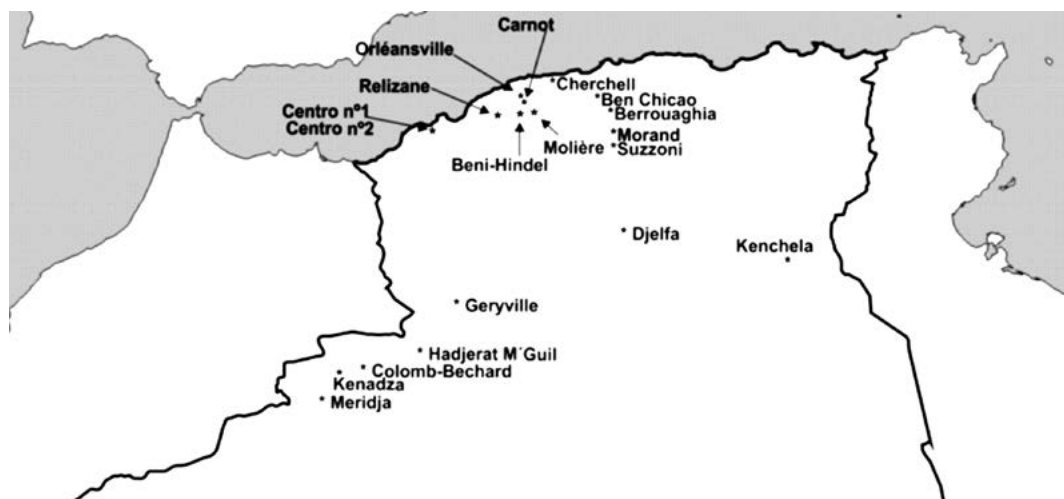 Carnot
Orléansville
Cherchell
Relizane
Ben Chicao
Berrouaghia
Centro nº1
Centro nº2
Morand
Molière
Suzzoni
Beni-Hindel
Djelfa
Kenchela
Geryville
Hadjerat M´Guil
Colomb-Bechard
Kenadza
Meridja